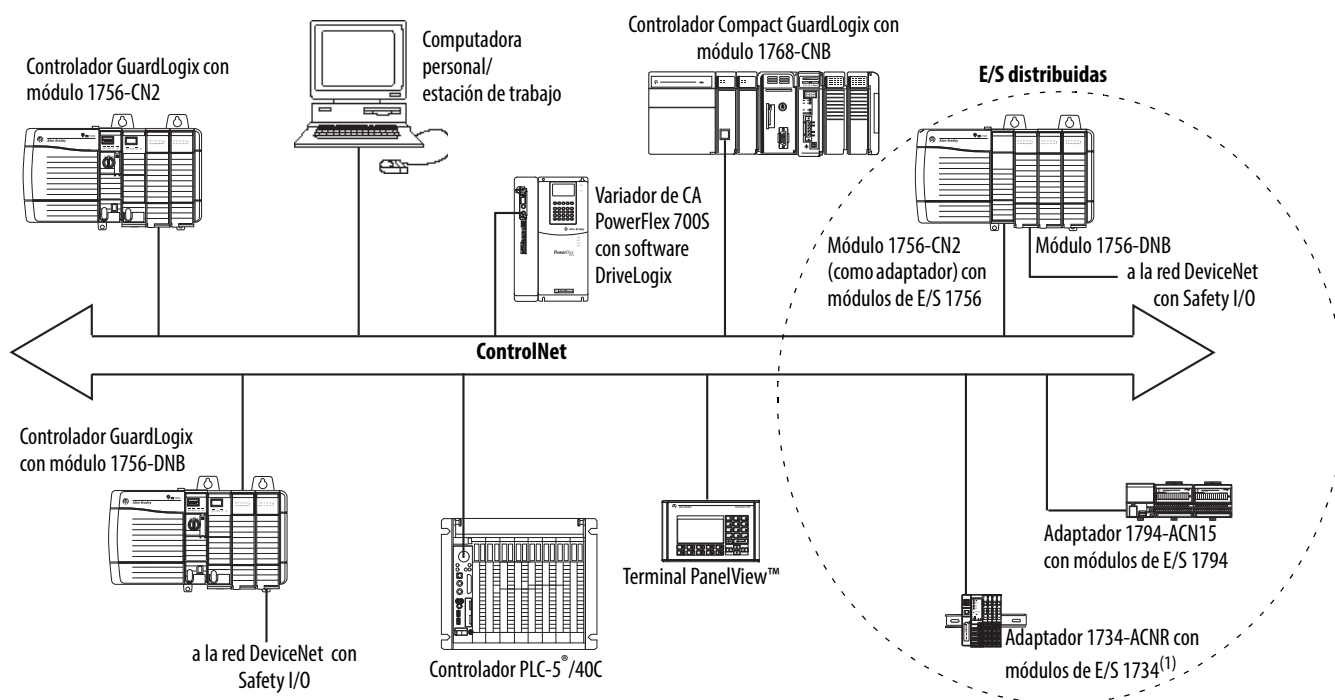 Controlador GuardLogix con
módulo 1756-CN2
Computadora
personal/
estación de trabajo
Controlador Compact GuardLogix con
módulo 1768-CNB
E/S distribuidas
Variador de CA
PowerFlex 700S
con software
DriveLogix
Módulo 1756-CN2
(como adaptador) con
módulos de E/S 1756
Módulo 1756-DNB
a la red DeviceNet
con Safety I/O
ControlNet
Controlador GuardLogix
con módulo 1756-DNB
a la red DeviceNet con
Safety I/O
Controlador PLC-5®/40C
Terminal PanelView™
Adaptador 1794-ACN15
con módulos de E/S 1794
Adaptador 1734-ACNR con
módulos de E/S 1734(1)